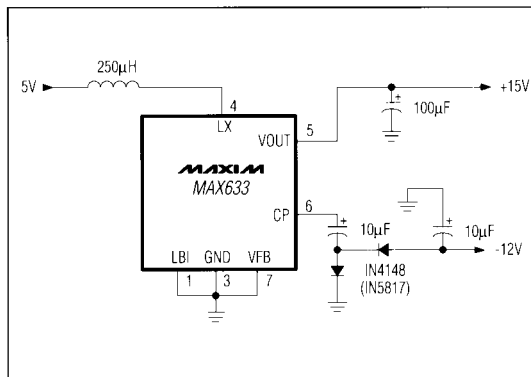 250μH
5V
4
LX
VOUT
5
+15V
100μF
+
MAXIM
MAX633
CP
6
+
10μF
+
10μF
-12V
LBI
GND
VFB
1
3
7
IN4148
(IN5817)